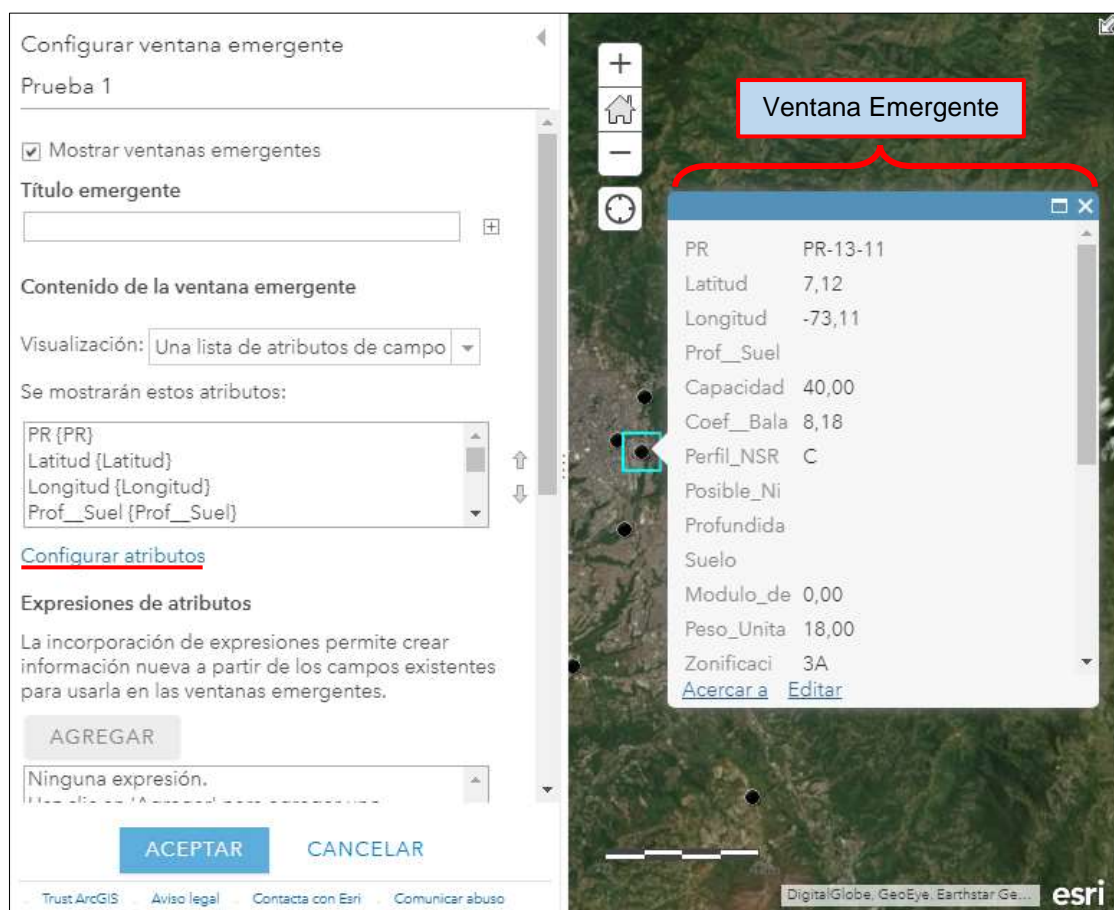 Configurar ventana emergente
Prueba 1
Mostrar ventanas emergentes
Título emergente
Contenido de la ventana emergente
Visualización: Una lista de atributos de campo
Se mostrarán estos atributos:
PR {PR}
Latitud {Latitud}
Longitud {Longitud}
Prof__Suel {Prof__Suel}
Configurar atributos
Expresiones de atributos
La incorporación de expresiones permite crear
información nueva a partir de los campos existentes
para usarla en las ventanas emergentes.
AGREGAR
Ninguna expresión.
ACEPTAR CANCELAR
Trust ArcGIS Aviso legal Contacta con Esri Comunicar abuso
Ventana Emergente
PR PR-13-11
Latitud 7,12
Longitud -73,11
Prof__Suel
Capacidad 40,00
Coef__Bala 8,18
Perfil_NSR C
Posible_Ni
Profundida
Suelo
Modulo_de 0,00
Peso_Unita 18,00
Zonificaci 3A
Acercar a Editar
DigitalGlobe, GeoEye, Earthstar Ge...
esri